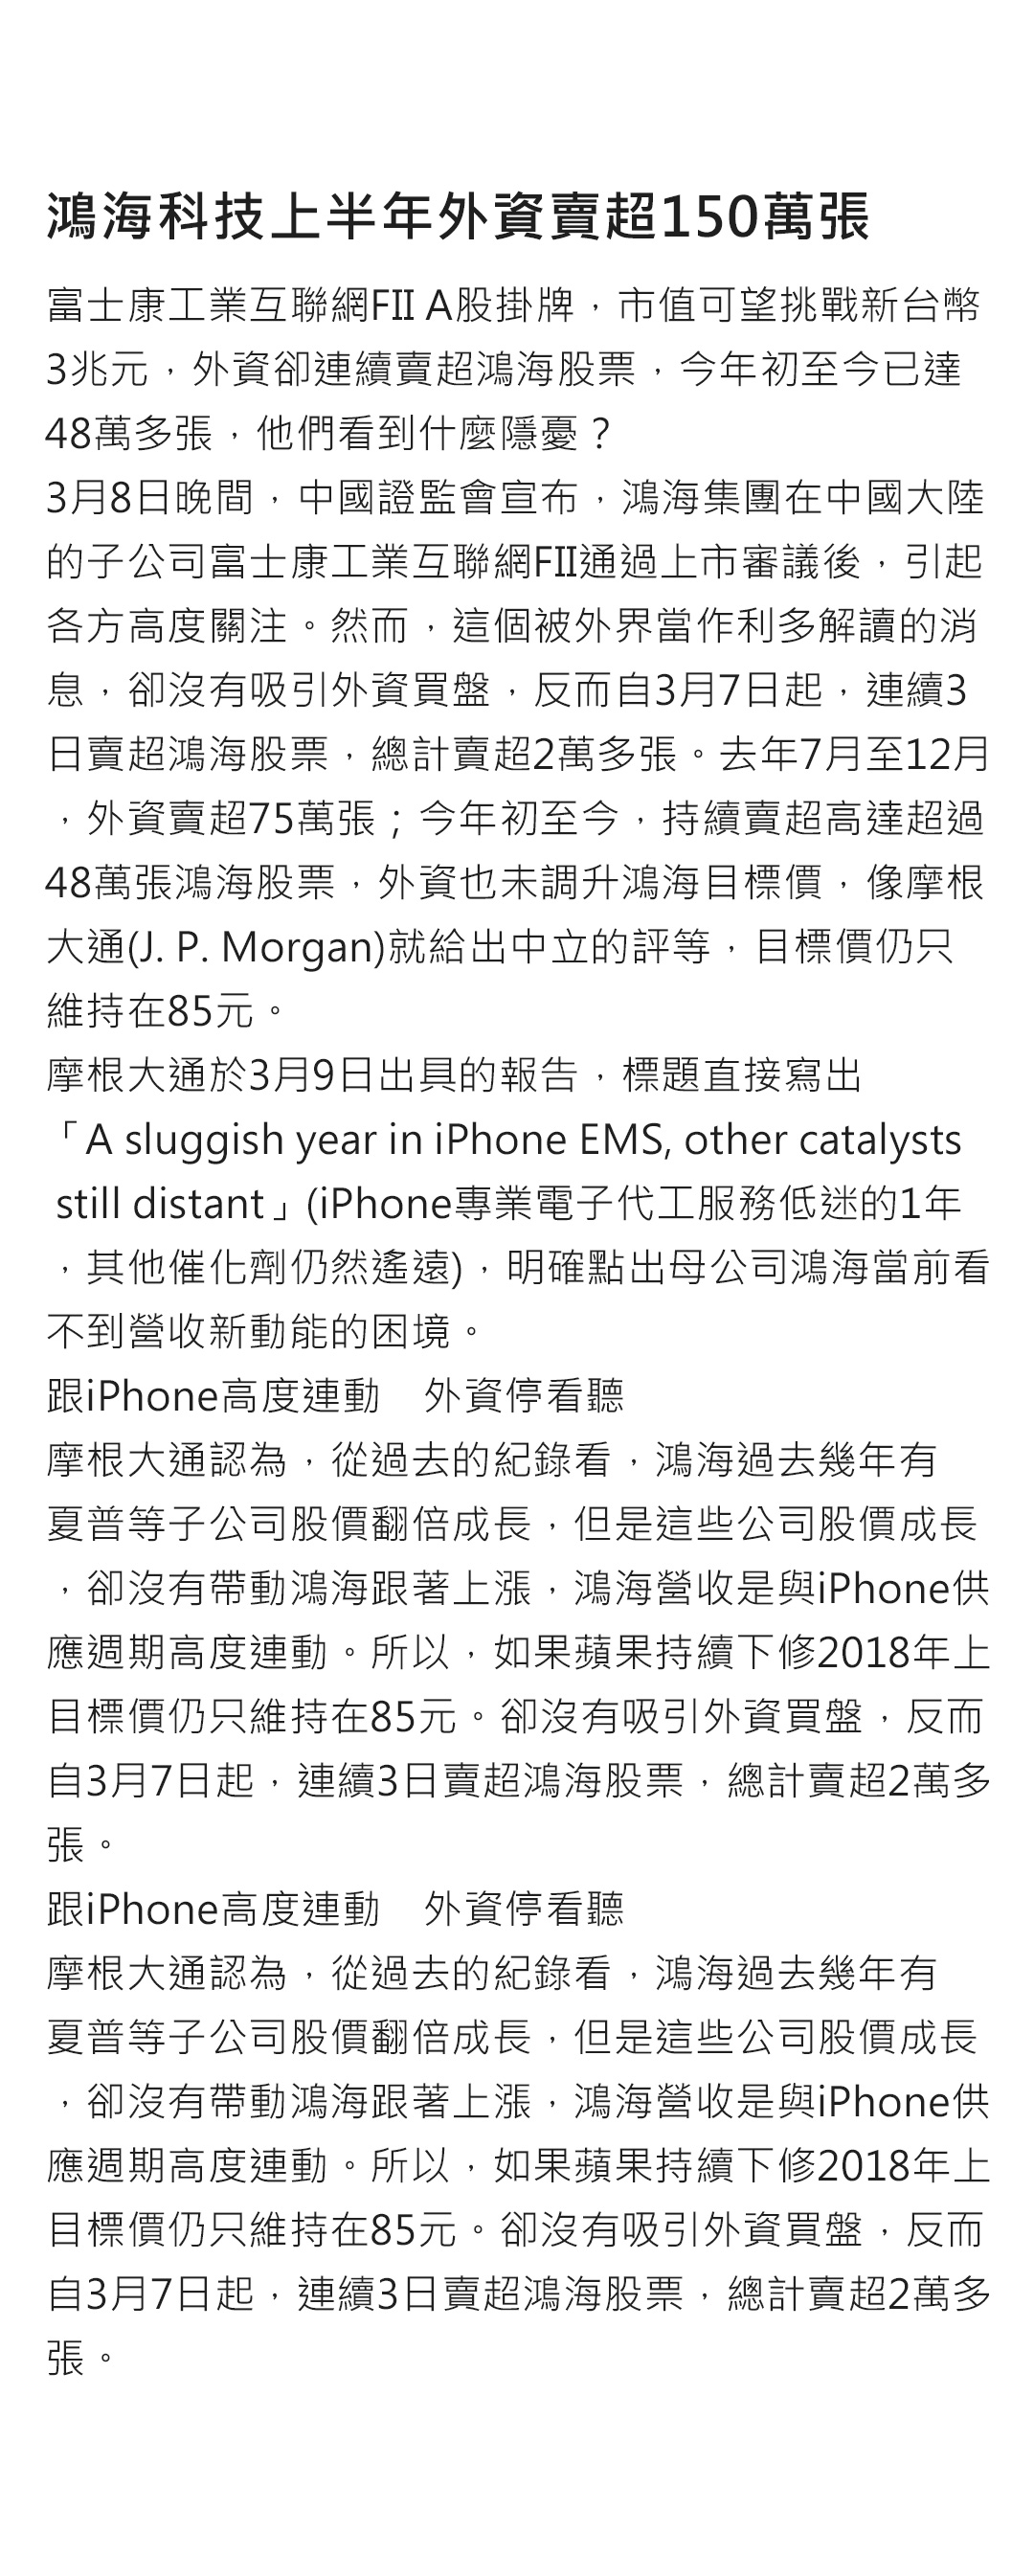 鴻海科技上半年外資賣超150萬張
富士康工業互聯網FII A股掛牌，市值可望挑戰新台幣
3兆元，外資卻連續賣超鴻海股票，今年初至今已達
48萬多張，他們看到什麼隱憂？
3月8日晚間，中國證監會宣布，鴻海集團在中國大陸
的子公司富士康工業互聯網FII通過上市審議後，引起
各方高度關注。然而，這個被外界當作利多解讀的消
息，卻沒有吸引外資買盤，反而自3月7日起，連續3
日賣超鴻海股票，總計賣超2萬多張。去年7月至12月
，外資賣超75萬張；今年初至今，持續賣超高達超過
48萬張鴻海股票，外資也未調升鴻海目標價，像摩根
大通(J. P. Morgan)就給出中立的評等，目標價仍只
維持在85元。
摩根大通於3月9日出具的報告，標題直接寫出
「A sluggish year in iPhone EMS, other catalysts
still distant」(iPhone專業電子代工服務低迷的1年
，其他催化劑仍然遙遠)，明確點出母公司鴻海當前看
不到營收新動能的困境。
跟iPhone高度連動　外資停看聽
摩根大通認為，從過去的紀錄看，鴻海過去幾年有
夏普等子公司股價翻倍成長，但是這些公司股價成長
，卻沒有帶動鴻海跟著上漲，鴻海營收是與iPhone供
應週期高度連動。所以，如果蘋果持續下修2018年上
目標價仍只維持在85元。卻沒有吸引外資買盤，反而
自3月7日起，連續3日賣超鴻海股票，總計賣超2萬多
張。
跟iPhone高度連動　外資停看聽
摩根大通認為，從過去的紀錄看，鴻海過去幾年有
夏普等子公司股價翻倍成長，但是這些公司股價成長
，卻沒有帶動鴻海跟著上漲，鴻海營收是與iPhone供
應週期高度連動。所以，如果蘋果持續下修2018年上
目標價仍只維持在85元。卻沒有吸引外資買盤，反而
自3月7日起，連續3日賣超鴻海股票，總計賣超2萬多
張。